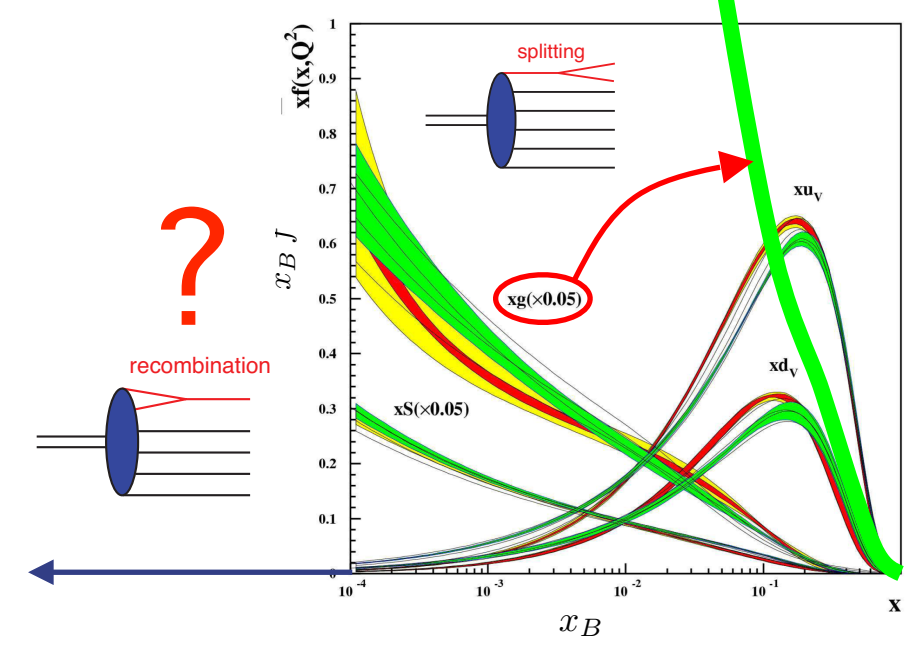 splitting
xf(x,Q²)
1
0.9
0.8
0.7
0.6
0.5
0.4
0.3
0.2
0.1
0
x_B J
?
recombination
xu_V
xg(×0.05)
xd_V
xS(×0.05)
10⁻⁴ 10⁻³ 10⁻² 10⁻¹
x
x_B